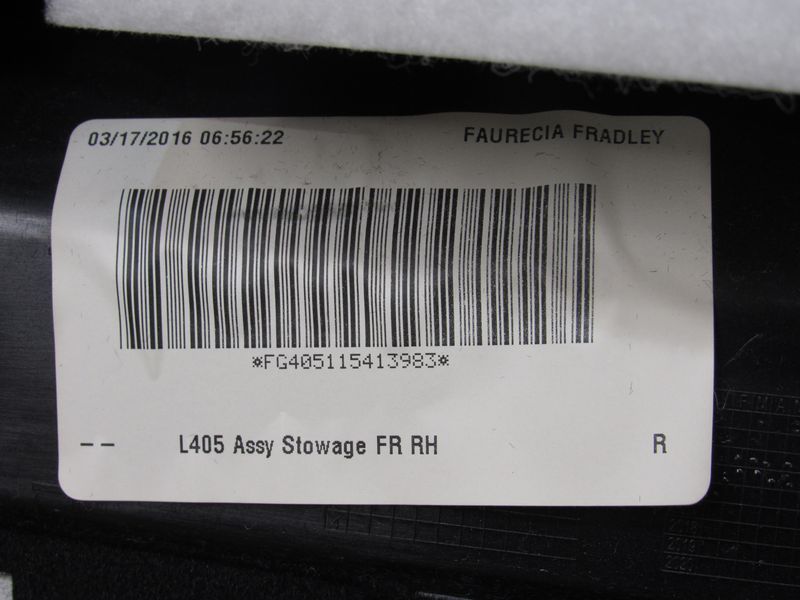 03/17/2016 06:56:22 FAURECIA FRADLEY
*FG405115413983*
-- L405 Assy Stowage FR RH R